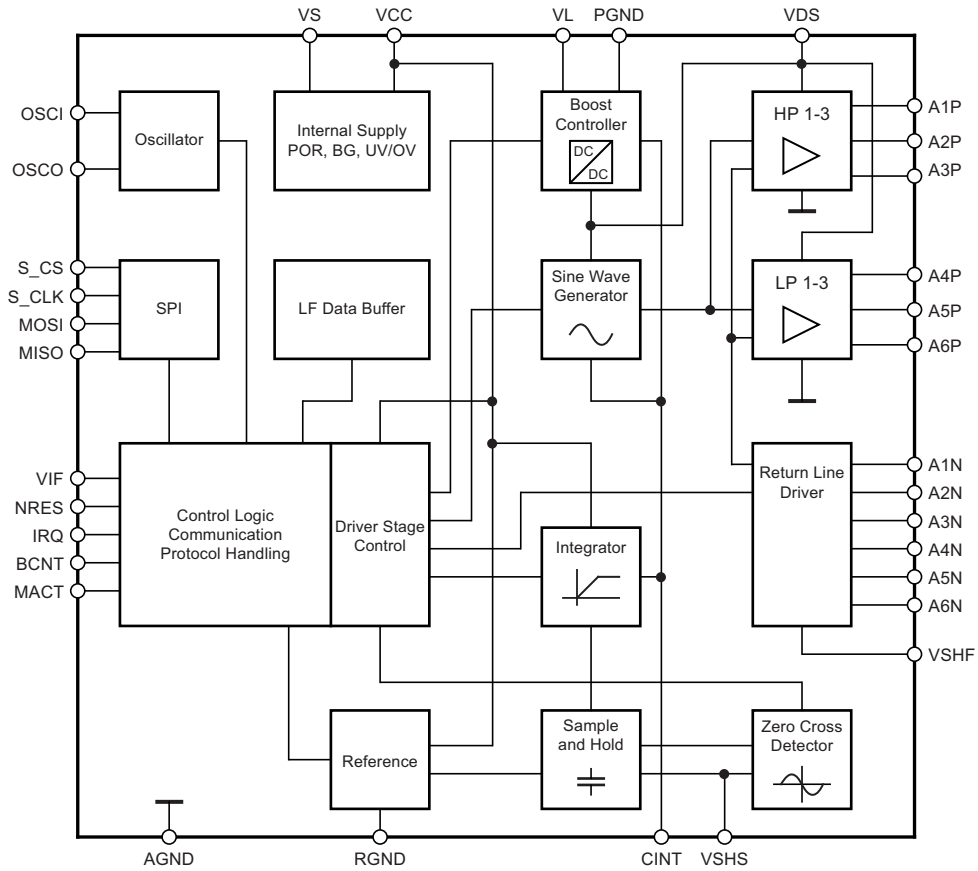 VS
VCC
VL
PGND
VDS
OSCI
OSCO
Oscillator
Internal Supply
POR, BG, UV/OV
Boost
Controller
DC
DC
HP 1-3
A1P
A2P
A3P
S_CS
S_CLK
MOSI
MISO
SPI
LF Data Buffer
Sine Wave
Generator
LP 1-3
A4P
A5P
A6P
VIF
NRES
IRQ
BCNT
MACT
Control Logic
Communication
Protocol Handling
Driver Stage
Control
Integrator
Return Line
Driver
A1N
A2N
A3N
A4N
A5N
A6N
VSHF
Reference
Sample
and Hold
Zero Cross
Detector
AGND
RGND
CINT
VSHS